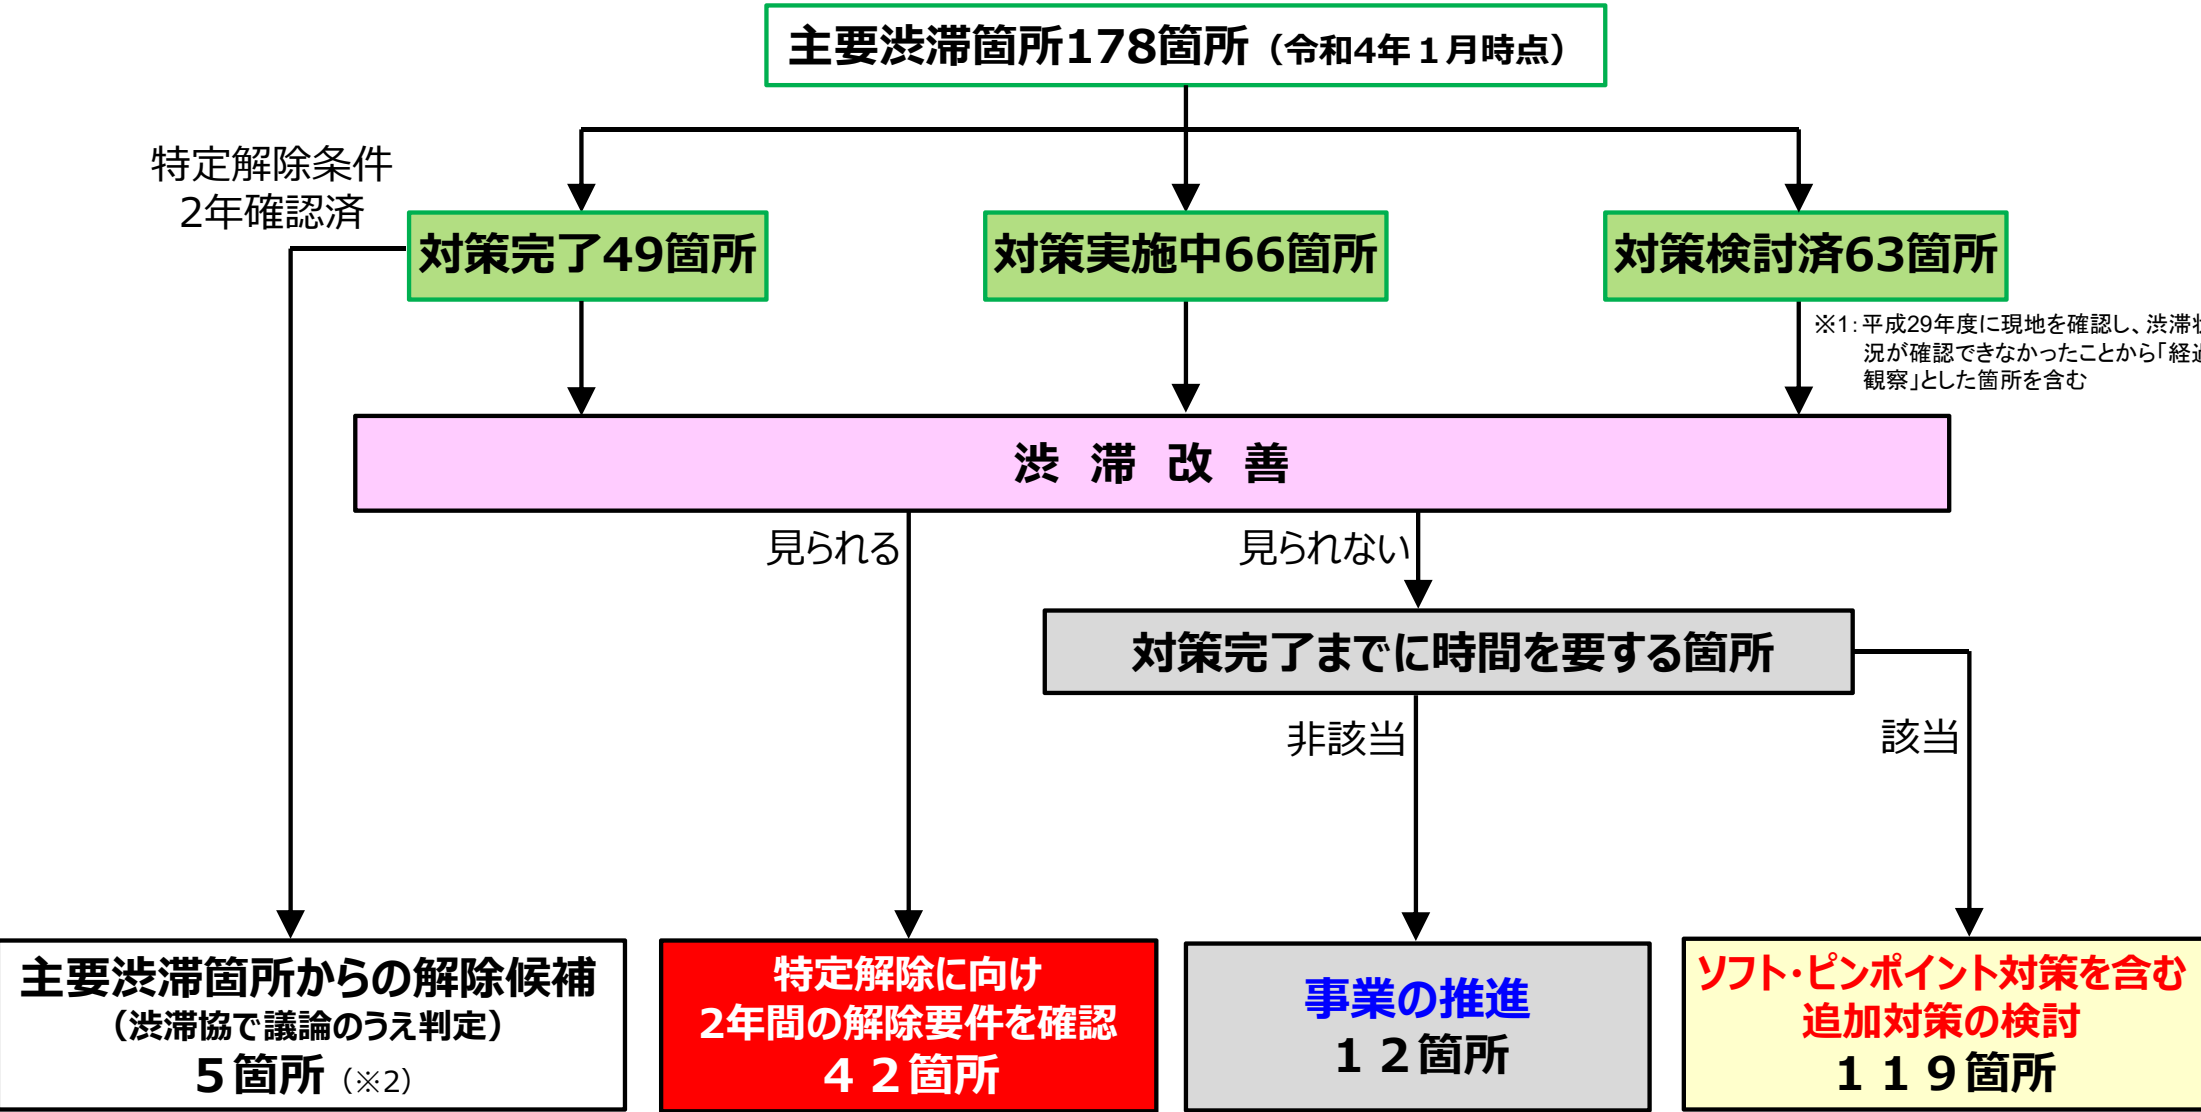 主要渋滞箇所178箇所（令和4年１月時点）
特定解除条件
2年確認済
対策完了49箇所
対策実施中66箇所
対策検討済63箇所
※1：平成29年度に現地を確認し、渋滞状
況が確認できなかったことから「経過
観察」とした箇所を含む
渋 滞 改 善
見られる
見られない
対策完了までに時間を要する箇所
非該当
該当
主要渋滞箇所からの解除候補
（渋滞協で議論のうえ判定）
５箇所（※2）
特定解除に向け
2年間の解除要件を確認
４２箇所
事業の推進
１２箇所
ソフト・ピンポイント対策を含む
追加対策の検討
１１９箇所